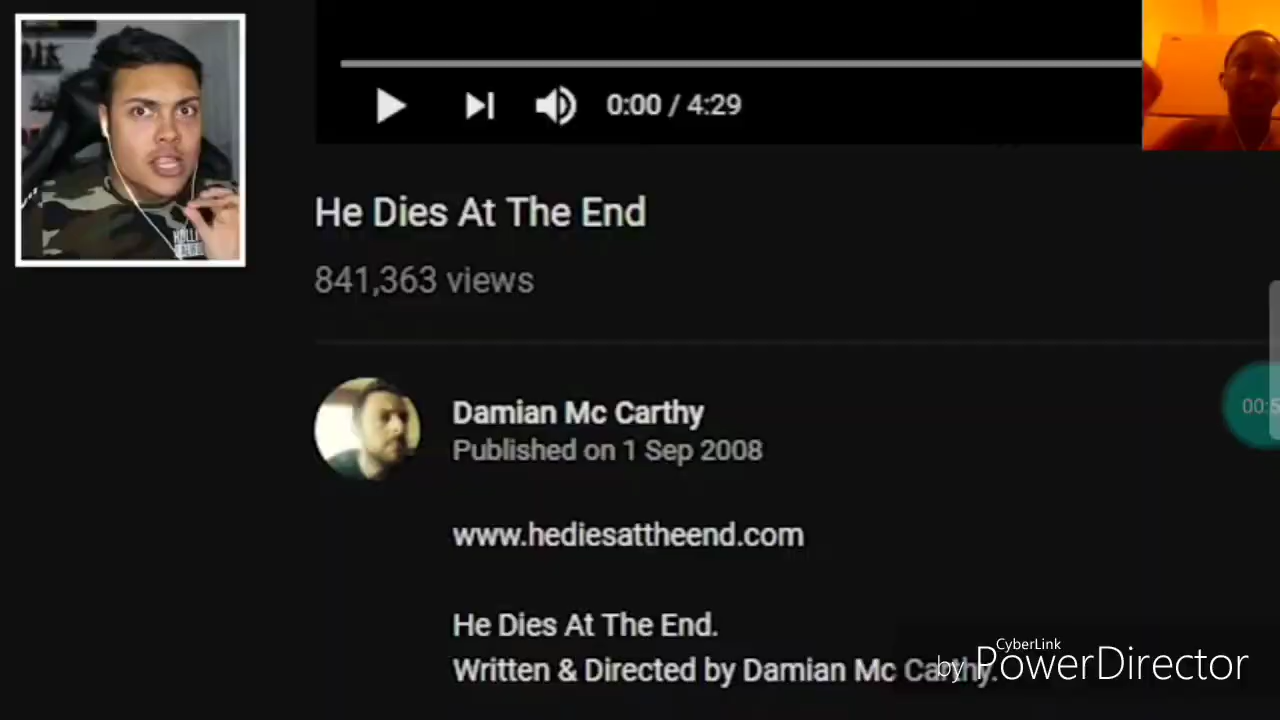 0:00 / 4:29
He Dies At The End
841,363 views
Damian Mc Carthy
Published on 1 Sep 2008
www.hediesattheend.com
He Dies At The End.
Written & Directed by Damian Mc Carthy.
CyberLink
by PowerDirector